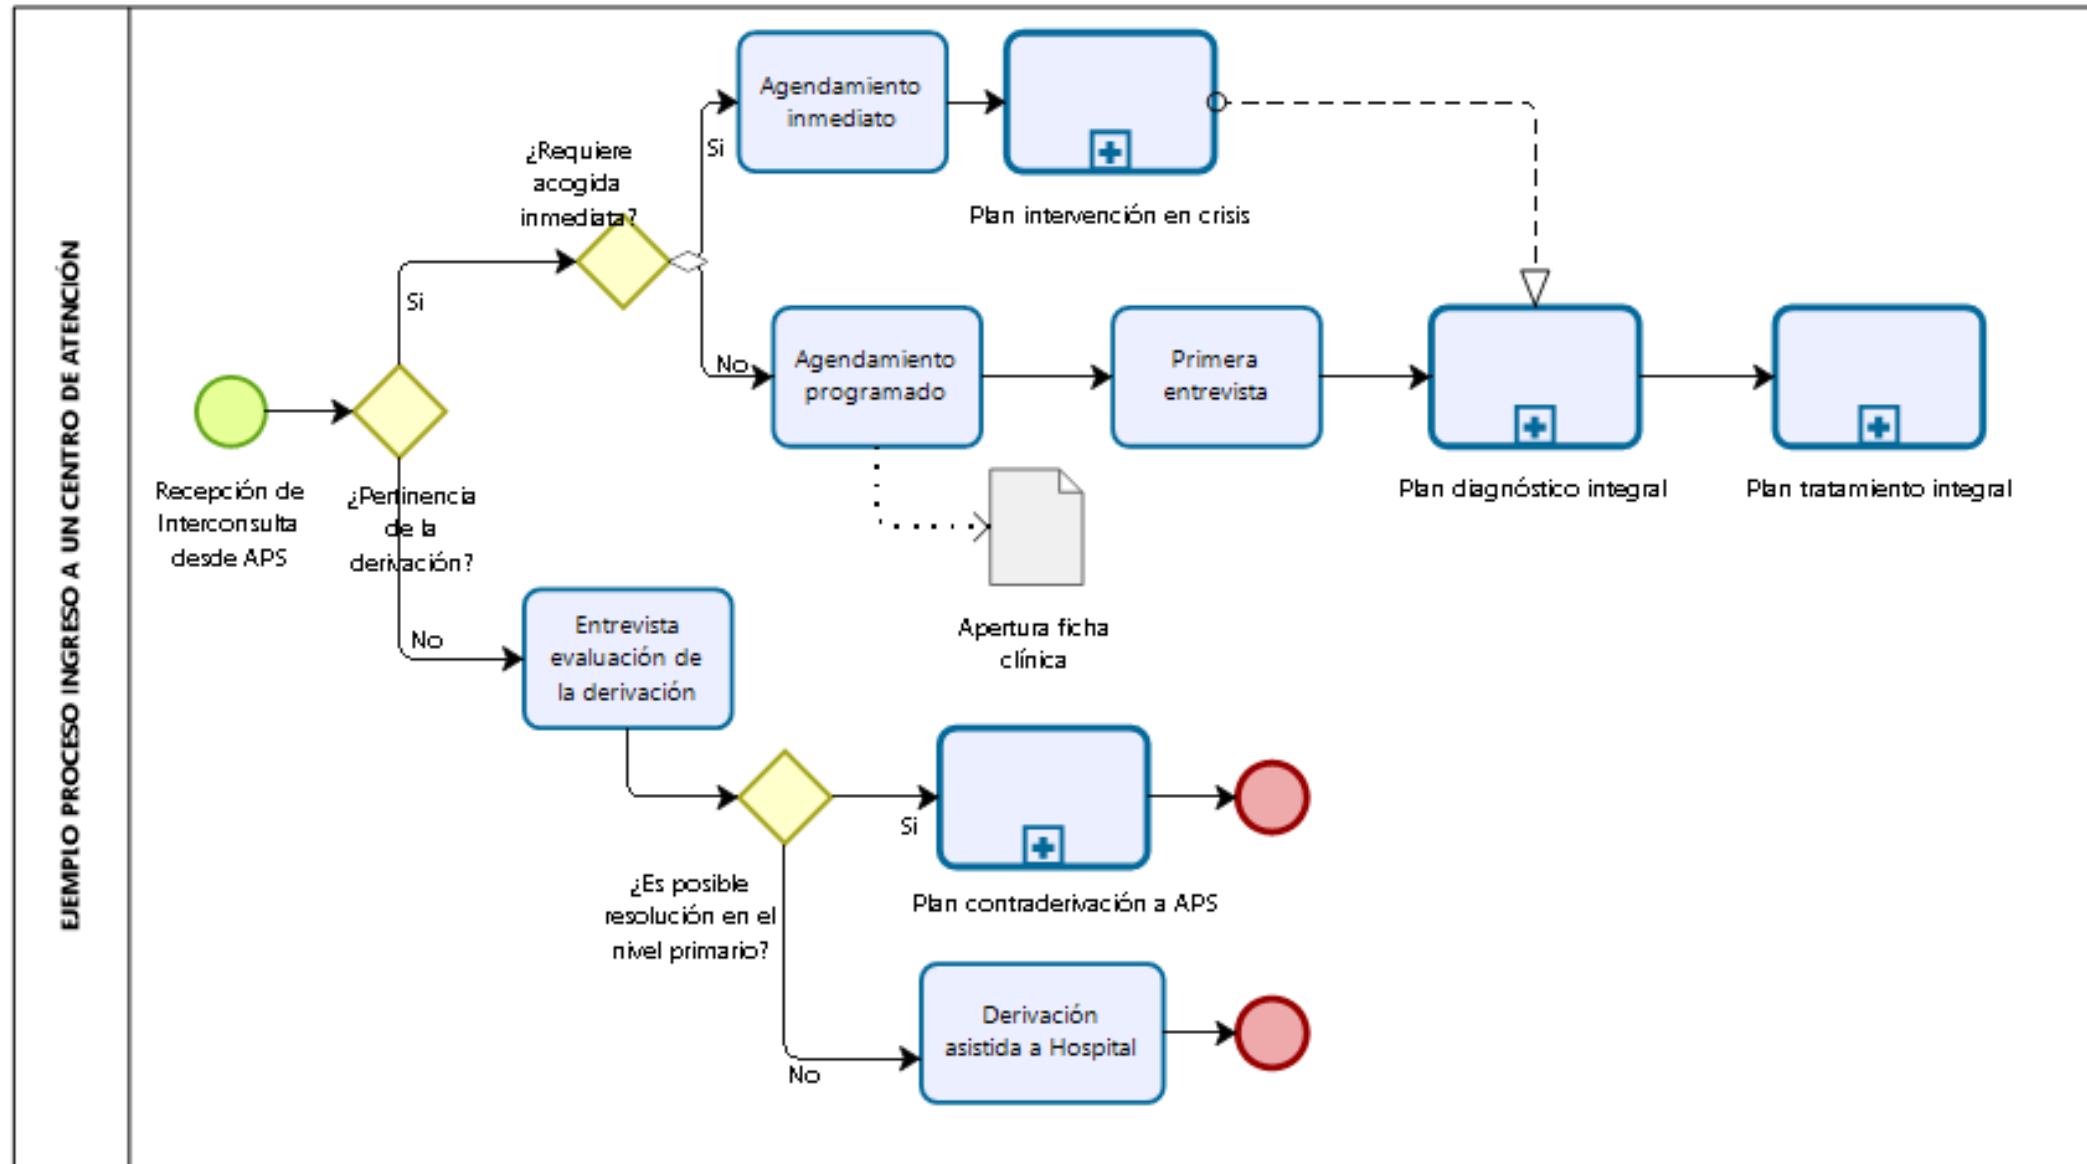 EJEMPLO PROCESO INGRESO A UN CENTRO DE ATENCIÓN
Recepción de
Interconsulta
desde APS
¿Pertinencia
de la
derivación?
Si
No
¿Requiere
acogida
inmediata?
Si
No
Agendamiento
inmediato
Plan intervención en crisis
Agendamiento
programado
Primera
entrevista
Plan diagnóstico integral
Plan tratamiento integral
Apertura ficha
clínica
Entrevista
evaluación de
la derivación
¿Es posible
resolución en el
nivel primario?
Si
No
Plan contraderivación a APS
Derivación
asistida a Hospital